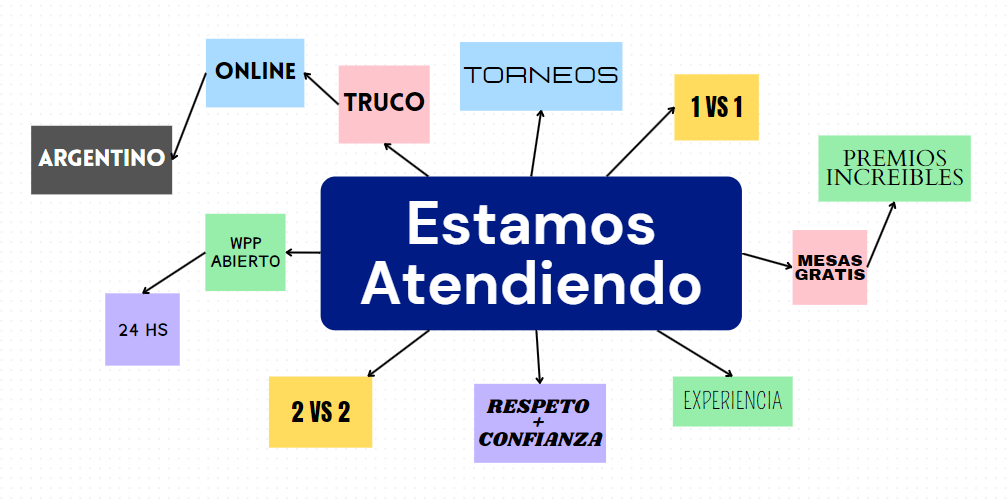 ONLINE
TRUCO
TORNEOS
1 VS 1
ARGENTINO
PREMIOS
INCREIBLES
Estamos
Atendiendo
WPP
ABIERTO
MESAS
GRATIS
24 HS
2 VS 2
RESPETO
+
CONFIANZA
EXPERIENCIA